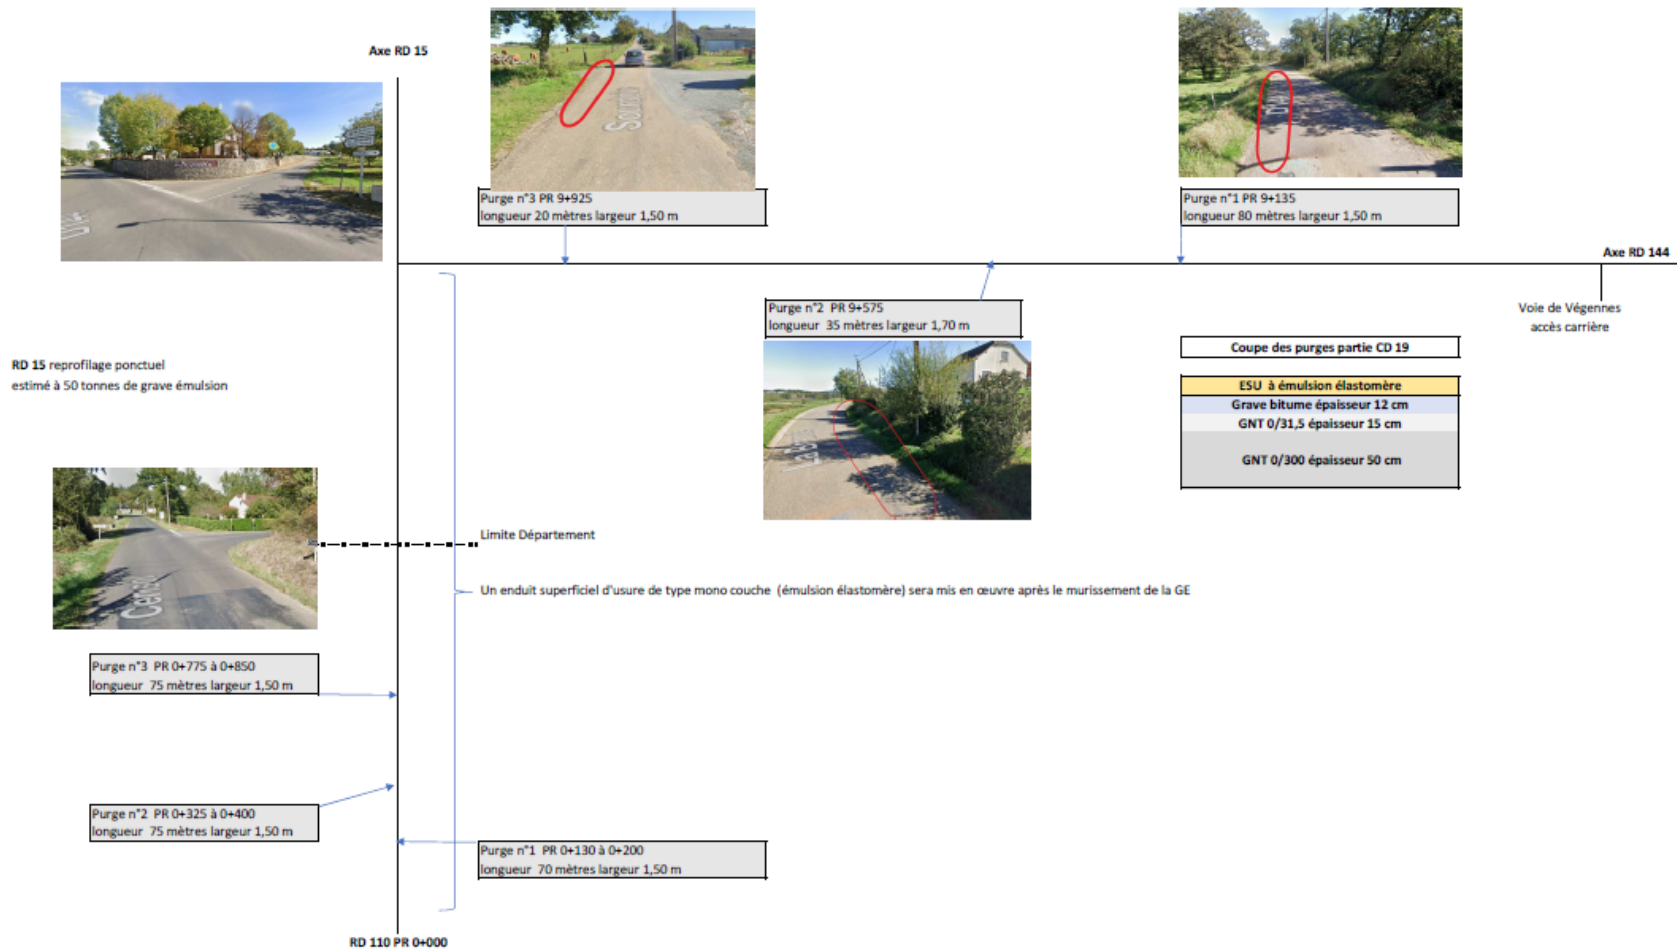 Axe RD 15
Sourdo
D'Av
Purge n°3 PR 9+925
longueur 20 mètres largeur 1,50 m
Purge n°1 PR 9+135
longueur 80 mètres largeur 1,50 m
Axe RD 144
Purge n°2 PR 9+575
longueur 35 mètres largeur 1,70 m
Voie de Végennes
accès carrière
RD 15 reprofilage ponctuel
estimé à 50 tonnes de grave émulsion
Coupe des purges partie CD 19
ESU à émulsion élastomère
Grave bitume épaisseur 12 cm
GNT 0/31,5 épaisseur 15 cm
GNT 0/300 épaisseur 50 cm
Limite Département
Un enduit superficiel d'usure de type mono couche (émulsion élastomère) sera mis en œuvre après le murissement de la GE
Purge n°3 PR 0+775 à 0+850
longueur 75 mètres largeur 1,50 m
Purge n°2 PR 0+325 à 0+400
longueur 75 mètres largeur 1,50 m
Purge n°1 PR 0+130 à 0+200
longueur 70 mètres largeur 1,50 m
RD 110 PR 0+000